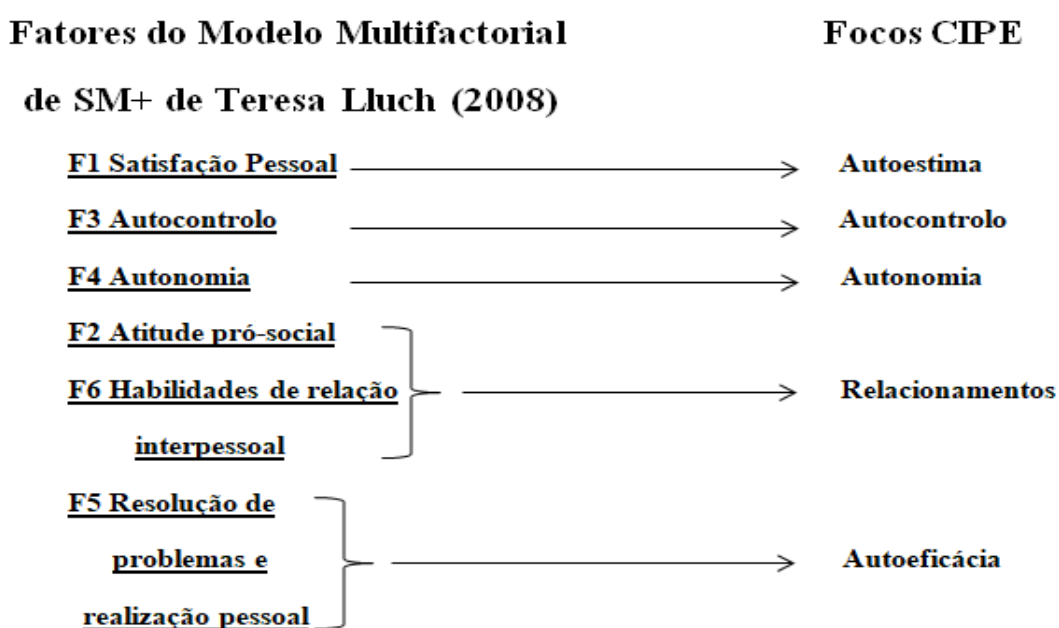 Fatores do Modelo Multifactorial Focos CIPE
de SM+ de Teresa Lluch (2008)
F1 Satisfação Pessoal Autoestima
F3 Autocontrolo Autocontrolo
F4 Autonomia Autonomia
F2 Atitude pró-social
F6 Habilidades de relação Relacionamentos
interpessoal
F5 Resolução de
problemas e Autoeficácia
realização pessoal